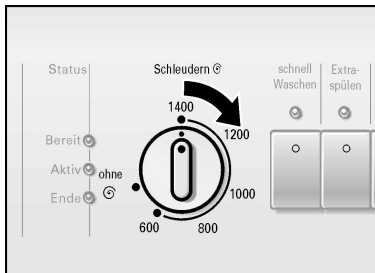 Status
Schleudern
schnell
Waschen
Extra-
spülen
1400
1200
Bereit
Aktiv
ohne
Ende
1000
600
800